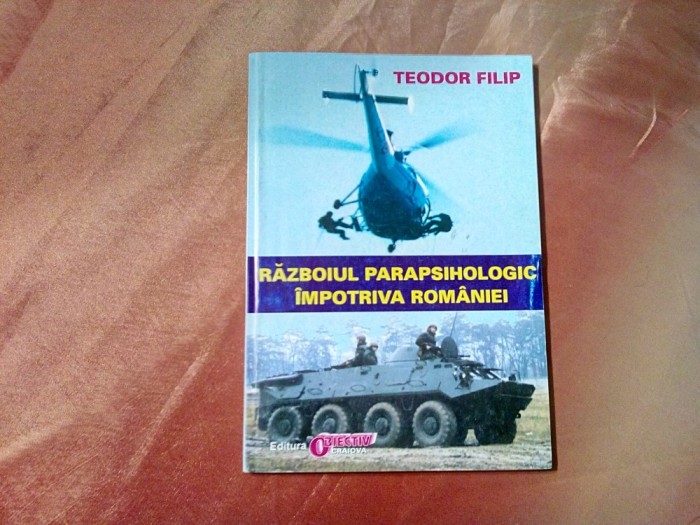 TEODOR FILIP
RĂZBOIUL PARAPSIHOLOGIC
ÎMPOTRIVA ROMÂNIEI
Editura OBIECTIV
CRAIOVA